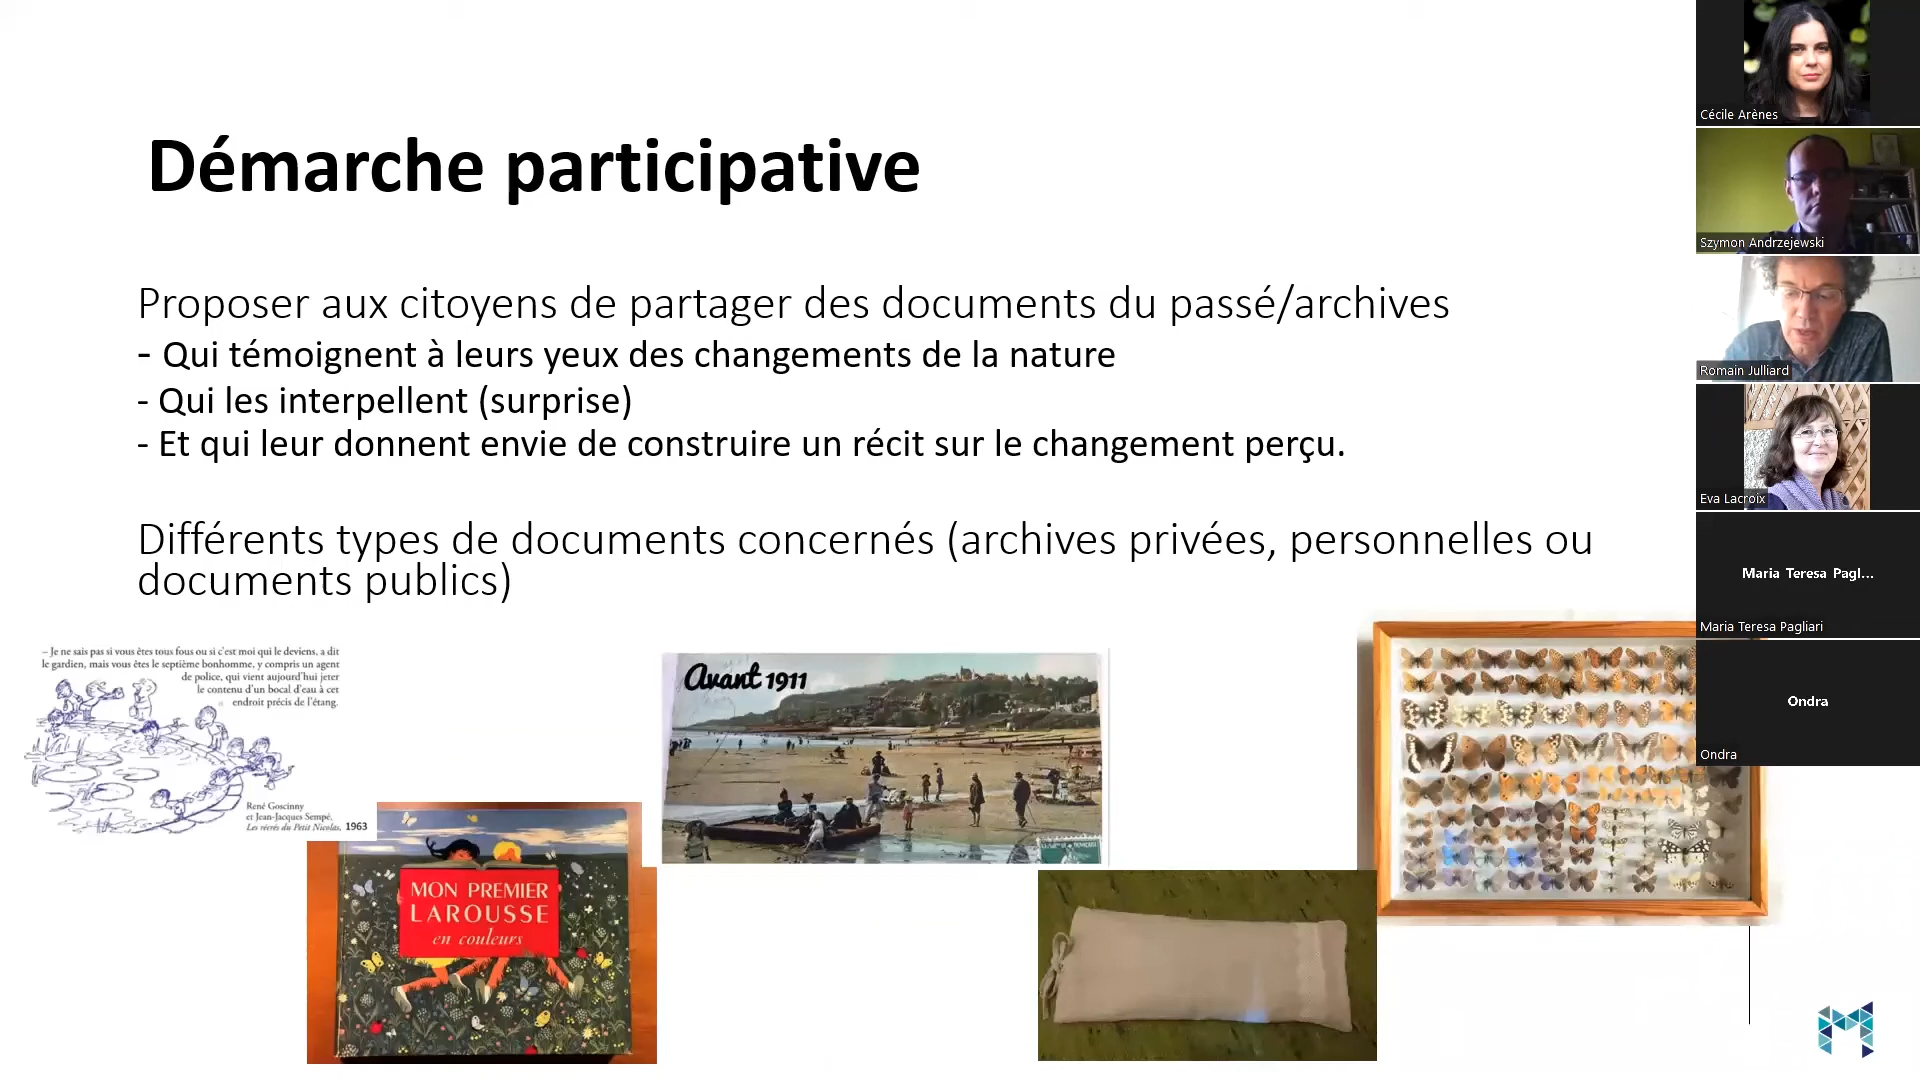 Démarche participative
Proposer aux citoyens de partager des documents du passé/archives
- Qui témoignent à leurs yeux des changements de la nature
- Qui les interpellent (surprise)
- Et qui leur donnent envie de construire un récit sur le changement perçu.
Différents types de documents concernés (archives privées, personnelles ou
documents publics)
– Je ne sais pas si vous êtes tous fous ou si c'est moi qui le deviens, a dit
le gardien, mais vous êtes le septième bonhomme, y compris un agent
de police, qui vient aujourd'hui jeter
le contenu d'un bocal d'eau à cet
endroit précis de l'étang.
René Goscinny
et Jean-Jacques Sempé,
Les récrés du Petit Nicolas, 1963
MON PREMIER
LAROUSSE
en couleurs
Avant 1911
Cécile Arènes
Szymon Andrzejewski
Romain Julliard
Eva Lacroix
Maria Teresa Pagl...
Maria Teresa Pagliari
Ondra
Ondra